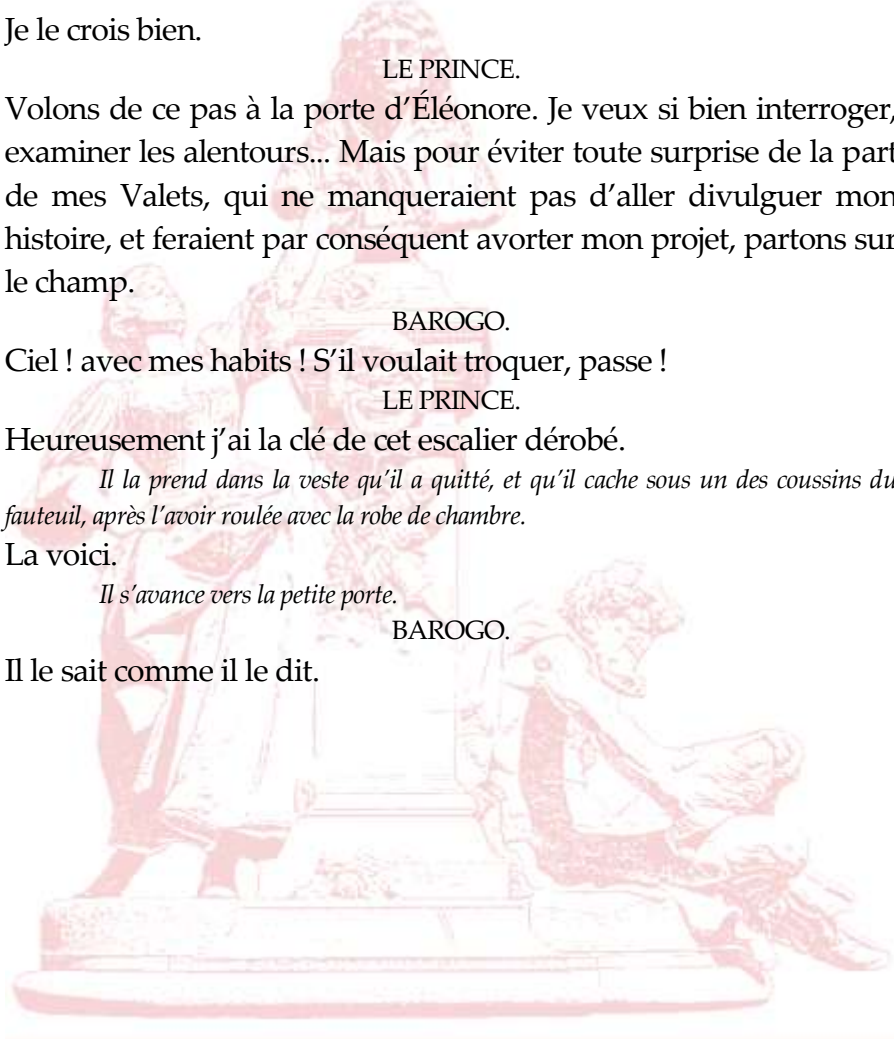 Je le crois bien.
LE PRINCE.
Volons de ce pas à la porte d’Éléonore. Je veux si bien interroger,
examiner les alentours... Mais pour éviter toute surprise de la part
de mes Valets, qui ne manqueraient pas d’aller divulguer mon
histoire, et feraient par conséquent avorter mon projet, partons sur
le champ.
BAROGO.
Ciel ! avec mes habits ! S’il voulait troquer, passe !
LE PRINCE.
Heureusement j’ai la clé de cet escalier dérobé.
Il la prend dans la veste qu’il a quitté, et qu’il cache sous un des coussins du
fauteuil, après l’avoir roulée avec la robe de chambre.
La voici.
Il s’avance vers la petite porte.
BAROGO.
Il le sait comme il le dit.